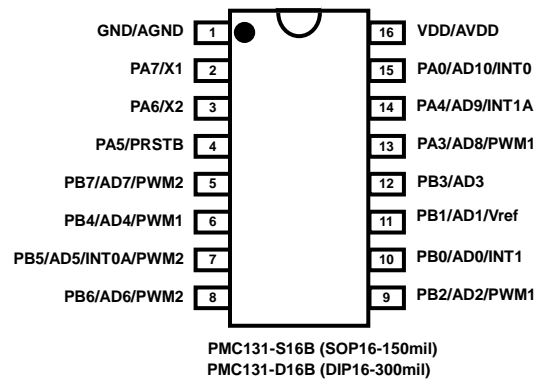 GND/AGND 1 16 VDD/AVDD
PA7/X1 2 15 PA0/AD10/INT0
PA6/X2 3 14 PA4/AD9/INT1A
PA5/PRSTB 4 13 PA3/AD8/PWM1
PB7/AD7/PWM2 5 12 PB3/AD3
PB4/AD4/PWM1 6 11 PB1/AD1/Vref
PB5/AD5/INT0A/PWM2 7 10 PB0/AD0/INT1
PB6/AD6/PWM2 8 9 PB2/AD2/PWM1
PMC131-S16B (SOP16-150mil)
PMC131-D16B (DIP16-300mil)